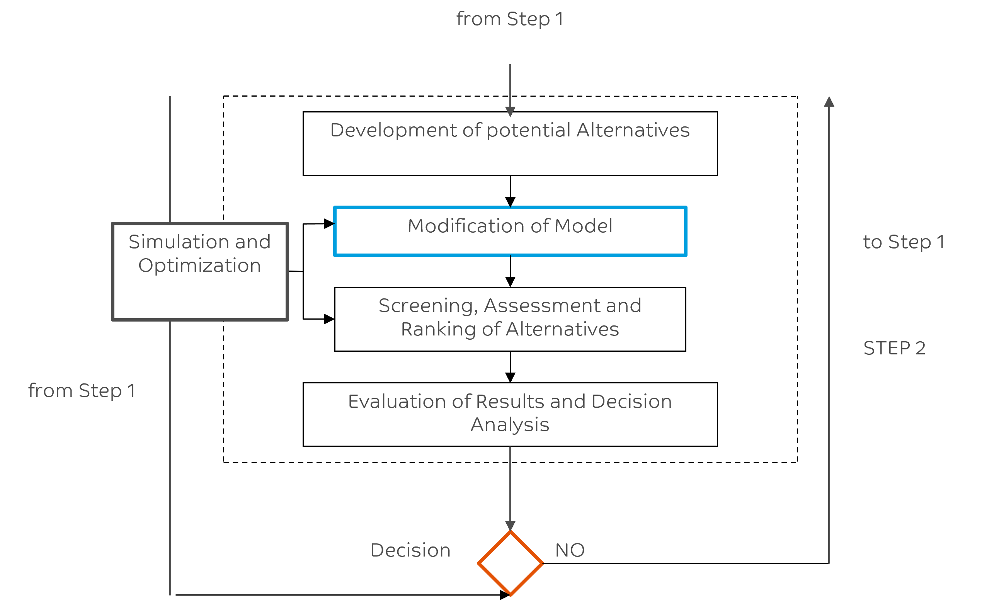 from Step 1
Development of potential Alternatives
Modification of Model
Simulation and
Optimization
to Step 1
Screening, Assessment and
Ranking of Alternatives
STEP 2
from Step 1
Evaluation of Results and Decision
Analysis
Decision
NO